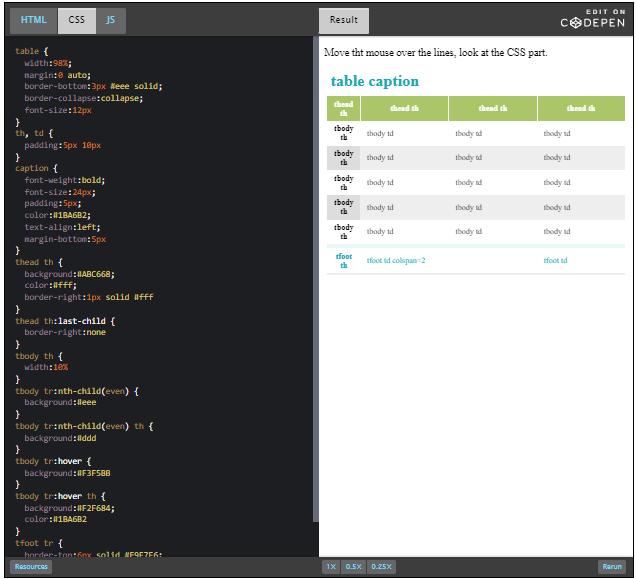 HTML CSS JS Result EDIT ON
CODEPEN
table {
width:98%;
margin:0 auto;
border-bottom:3px #eee solid;
border-collapse:collapse;
font-size:12px
}
th, td {
padding:5px 10px
}
caption {
font-weight:bold;
font-size:24px;
padding:5px;
color:#1BA6B2;
text-align:left;
margin-bottom:5px
}
thead th {
background:#ABC668;
color:#fff;
border-right:1px solid #fff
}
thead th:last-child {
border-right:none
}
tbody th {
width:10%
}
tbody tr:nth-child(even) {
background:#eee
}
tbody tr:nth-child(even) th {
background:#ddd
}
tbody tr:hover {
background:#F3F5BB
}
tbody tr:hover th {
background:#F2F684;
color:#1BA6B2
}
tfoot tr {
border-top:6px solid #E9F7F6;
Move tht mouse over the lines, look at the CSS part.
table caption
thead th thead th thead th thead th
tbody th tbody td tbody td tbody td
tbody th tbody td tbody td tbody td
tbody th tbody td tbody td tbody td
tbody th tbody td tbody td tbody td
tbody th tbody td tbody td tbody td
tfoot th tfoot td colspan=2 tfoot td
Resources 1X 0.5X 0.25X Rerun